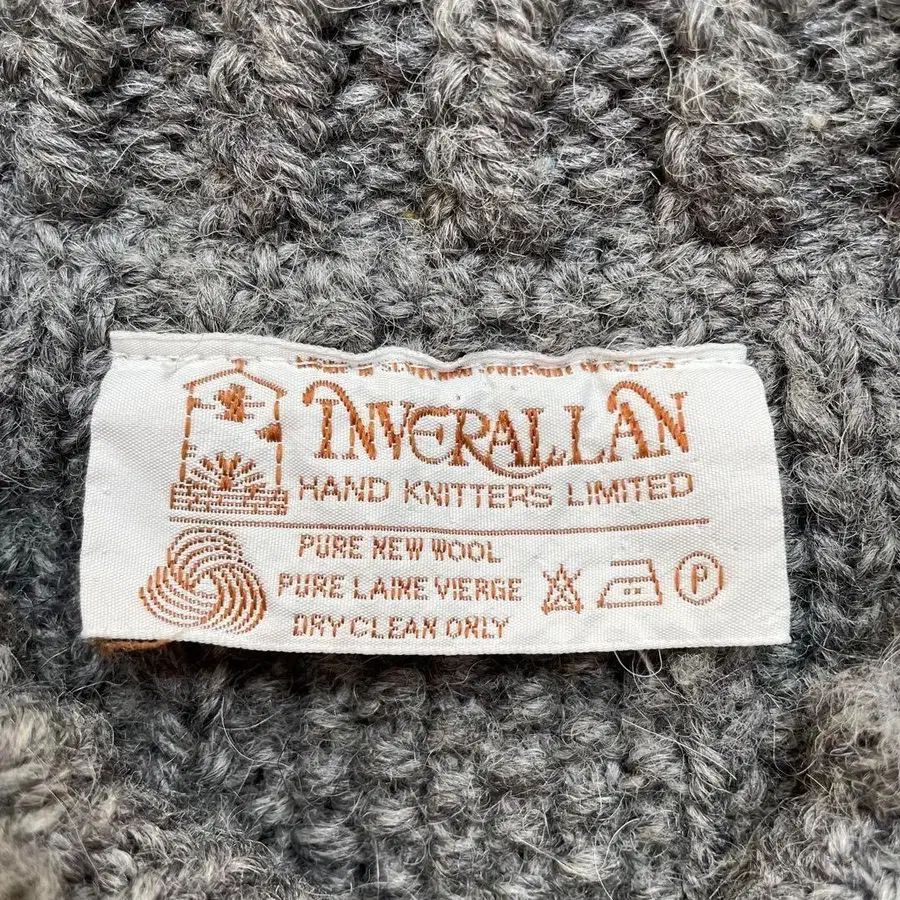 INVERALLAN
HAND KNITTERS LIMITED
PURE NEW WOOL
PURE LAINE VIERGE
DRY CLEAN ONLY
P